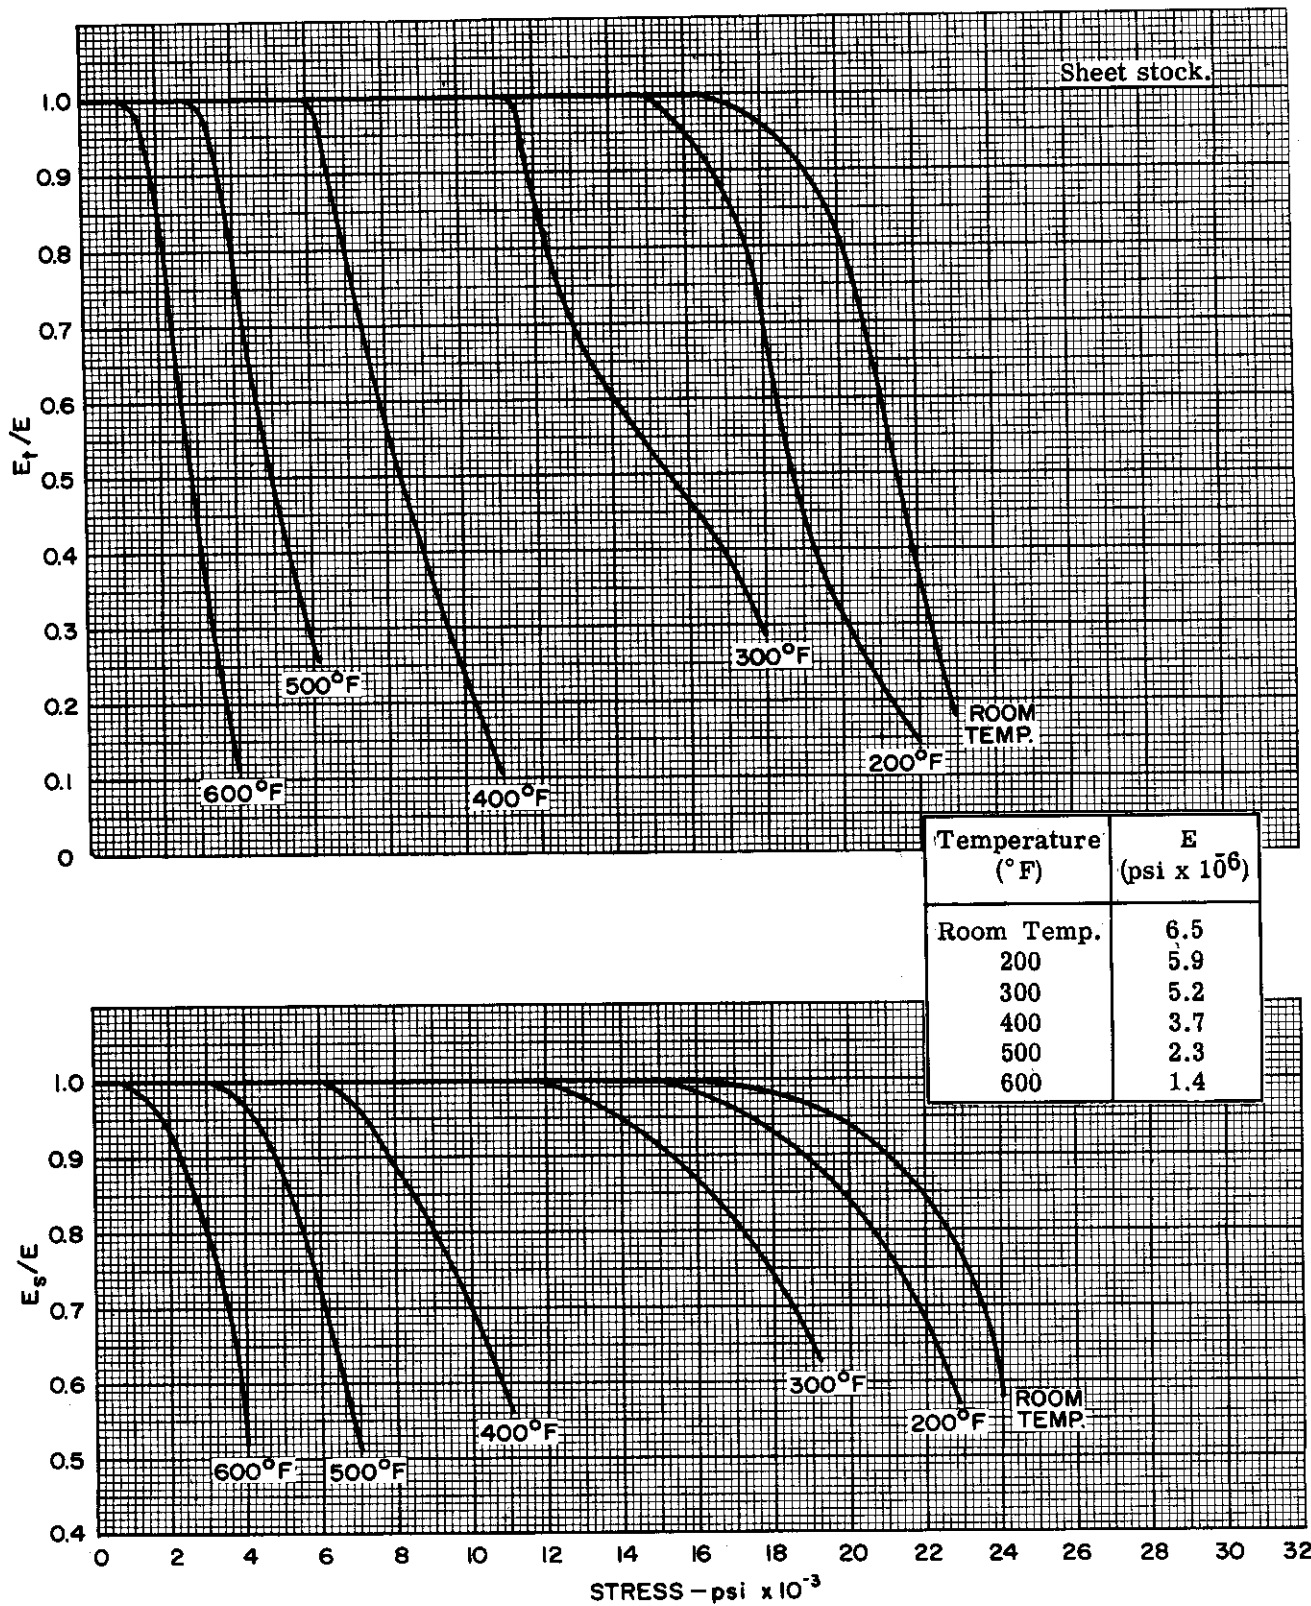 Sheet stock.
1.0
0.9
0.8
0.7
0.6
0.5
0.4
0.3
0.2
0.1
0
Et/E
600°F
500°F
400°F
300°F
200°F
ROOM
TEMP.
Temperature
(°F)
E
(psi x 10⁻⁶)
Room Temp. 6.5
200 5.9
300 5.2
400 3.7
500 2.3
600 1.4
1.0
0.9
0.8
0.7
0.6
0.5
0.4
Es/E
600°F
500°F
400°F
300°F
200°F
ROOM
TEMP.
0 2 4 6 8 10 12 14 16 18 20 22 24 26 28 30 32
STRESS – psi x 10⁻³